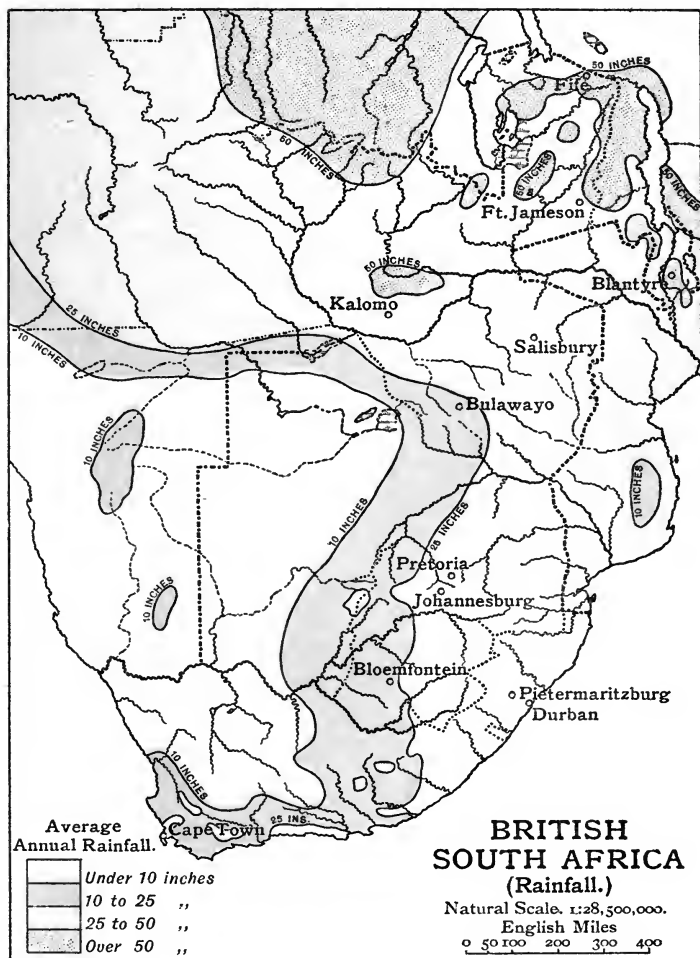 50 INCHES
Fife
50 INCHES
50 INCHES
50 INCHES
Ft. Jameson
50 INCHES
Blantyre
Kalomo
25 INCHES
10 INCHES
Salisbury
Bulawayo
10 INCHES
10 INCHES
10 INCHES
25 INCHES
Pretoria
Johannesburg
10 INCHES
Bloemfontein
Pietermaritzburg
Durban
10 INCHES
25 INS.
Cape Town
Average
Annual Rainfall.
Under 10 inches
10 to 25 „
25 to 50 „
Over 50 „
BRITISH
SOUTH AFRICA
(Rainfall.)
Natural Scale. 1:28,500,000.
English Miles
0 50 100 200 300 400